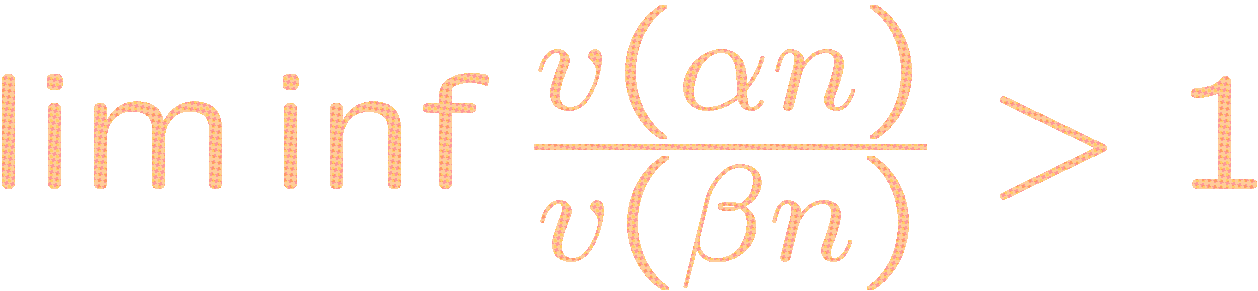 lim inf v(αn)/v(βn) > 1